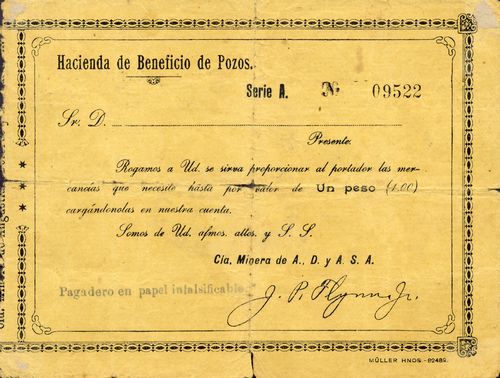 Hacienda de Beneficio de Pozos.
Serie A. No 09522
Sr. D.
Presente.
Rogamos a Ud. se sirva proporcionar al portador las mer-
cancias que necesite hasta por valor de Un peso (1.00)
cargándonolas en nuestra cuenta.
Somos de Ud. afmos. attos. y S. S.
Cía. Minera de A., D. y A. S. A.
Pagadero en papel infalsificable
J. P. Flynn Jr.
MÜLLER HNOS.-92489.